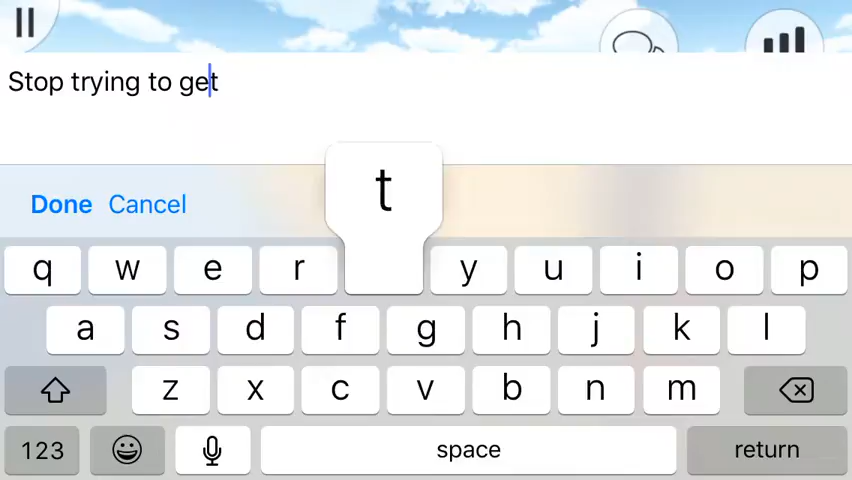 Stop trying to get
t
Done Cancel
q w e r y u i o p
a s d f g h j k l
z x c v b n m
123 space return